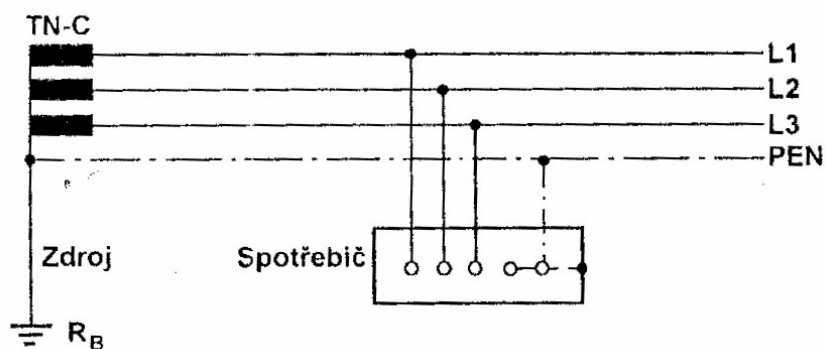 TN-C
L1
L2
L3
PEN
Zdroj
Spotřebič
R_B